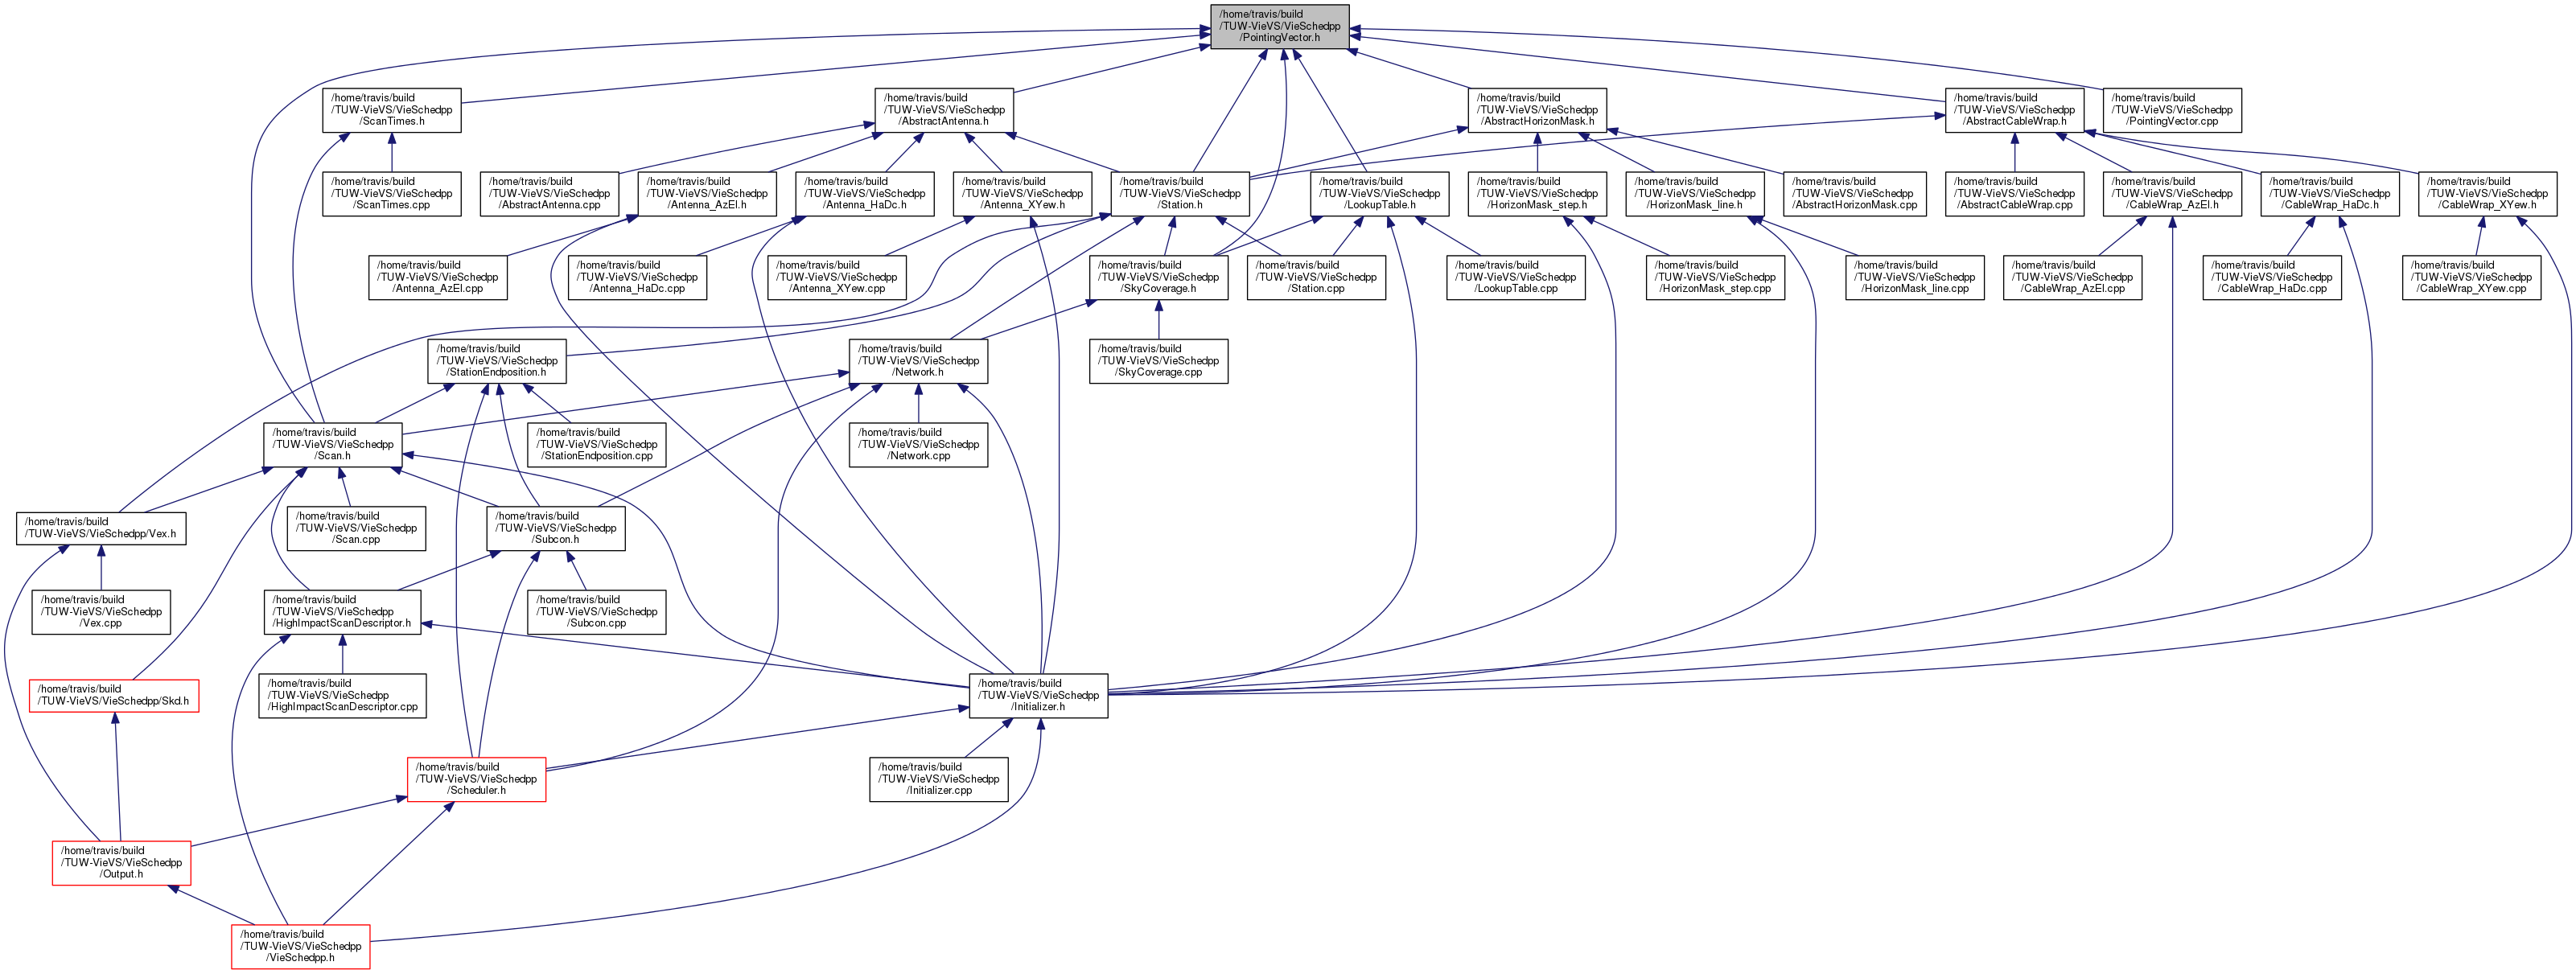 /home/travis/build
/TUW-VieVS/VieSchedpp
/PointingVector.h
/home/travis/build
/TUW-VieVS/VieSchedpp
/ScanTimes.h
/home/travis/build
/TUW-VieVS/VieSchedpp
/AbstractAntenna.h
/home/travis/build
/TUW-VieVS/VieSchedpp
/AbstractHorizonMask.h
/home/travis/build
/TUW-VieVS/VieSchedpp
/AbstractCableWrap.h
/home/travis/build
/TUW-VieVS/VieSchedpp
/PointingVector.cpp
/home/travis/build
/TUW-VieVS/VieSchedpp
/ScanTimes.cpp
/home/travis/build
/TUW-VieVS/VieSchedpp
/AbstractAntenna.cpp
/home/travis/build
/TUW-VieVS/VieSchedpp
/Antenna_AzEl.h
/home/travis/build
/TUW-VieVS/VieSchedpp
/Antenna_HaDc.h
/home/travis/build
/TUW-VieVS/VieSchedpp
/Antenna_XYew.h
/home/travis/build
/TUW-VieVS/VieSchedpp
/Station.h
/home/travis/build
/TUW-VieVS/VieSchedpp
/LookupTable.h
/home/travis/build
/TUW-VieVS/VieSchedpp
/HorizonMask_step.h
/home/travis/build
/TUW-VieVS/VieSchedpp
/HorizonMask_line.h
/home/travis/build
/TUW-VieVS/VieSchedpp
/AbstractHorizonMask.cpp
/home/travis/build
/TUW-VieVS/VieSchedpp
/AbstractCableWrap.cpp
/home/travis/build
/TUW-VieVS/VieSchedpp
/CableWrap_AzEl.h
/home/travis/build
/TUW-VieVS/VieSchedpp
/CableWrap_HaDc.h
/home/travis/build
/TUW-VieVS/VieSchedpp
/CableWrap_XYew.h
/home/travis/build
/TUW-VieVS/VieSchedpp
/Antenna_AzEl.cpp
/home/travis/build
/TUW-VieVS/VieSchedpp
/Antenna_HaDc.cpp
/home/travis/build
/TUW-VieVS/VieSchedpp
/Antenna_XYew.cpp
/home/travis/build
/TUW-VieVS/VieSchedpp
/SkyCoverage.h
/home/travis/build
/TUW-VieVS/VieSchedpp
/Station.cpp
/home/travis/build
/TUW-VieVS/VieSchedpp
/LookupTable.cpp
/home/travis/build
/TUW-VieVS/VieSchedpp
/HorizonMask_step.cpp
/home/travis/build
/TUW-VieVS/VieSchedpp
/HorizonMask_line.cpp
/home/travis/build
/TUW-VieVS/VieSchedpp
/CableWrap_AzEl.cpp
/home/travis/build
/TUW-VieVS/VieSchedpp
/CableWrap_HaDc.cpp
/home/travis/build
/TUW-VieVS/VieSchedpp
/CableWrap_XYew.cpp
/home/travis/build
/TUW-VieVS/VieSchedpp
/StationEndposition.h
/home/travis/build
/TUW-VieVS/VieSchedpp
/Network.h
/home/travis/build
/TUW-VieVS/VieSchedpp
/SkyCoverage.cpp
/home/travis/build
/TUW-VieVS/VieSchedpp
/Scan.h
/home/travis/build
/TUW-VieVS/VieSchedpp
/StationEndposition.cpp
/home/travis/build
/TUW-VieVS/VieSchedpp
/Network.cpp
/home/travis/build
/TUW-VieVS/VieSchedpp/Vex.h
/home/travis/build
/TUW-VieVS/VieSchedpp
/Scan.cpp
/home/travis/build
/TUW-VieVS/VieSchedpp
/Subcon.h
/home/travis/build
/TUW-VieVS/VieSchedpp
/Vex.cpp
/home/travis/build
/TUW-VieVS/VieSchedpp
/HighImpactScanDescriptor.h
/home/travis/build
/TUW-VieVS/VieSchedpp
/Subcon.cpp
/home/travis/build
/TUW-VieVS/VieSchedpp/Skd.h
/home/travis/build
/TUW-VieVS/VieSchedpp
/HighImpactScanDescriptor.cpp
/home/travis/build
/TUW-VieVS/VieSchedpp
/Initializer.h
/home/travis/build
/TUW-VieVS/VieSchedpp
/Scheduler.h
/home/travis/build
/TUW-VieVS/VieSchedpp
/Initializer.cpp
/home/travis/build
/TUW-VieVS/VieSchedpp
/Output.h
/home/travis/build
/TUW-VieVS/VieSchedpp
/VieSchedpp.h